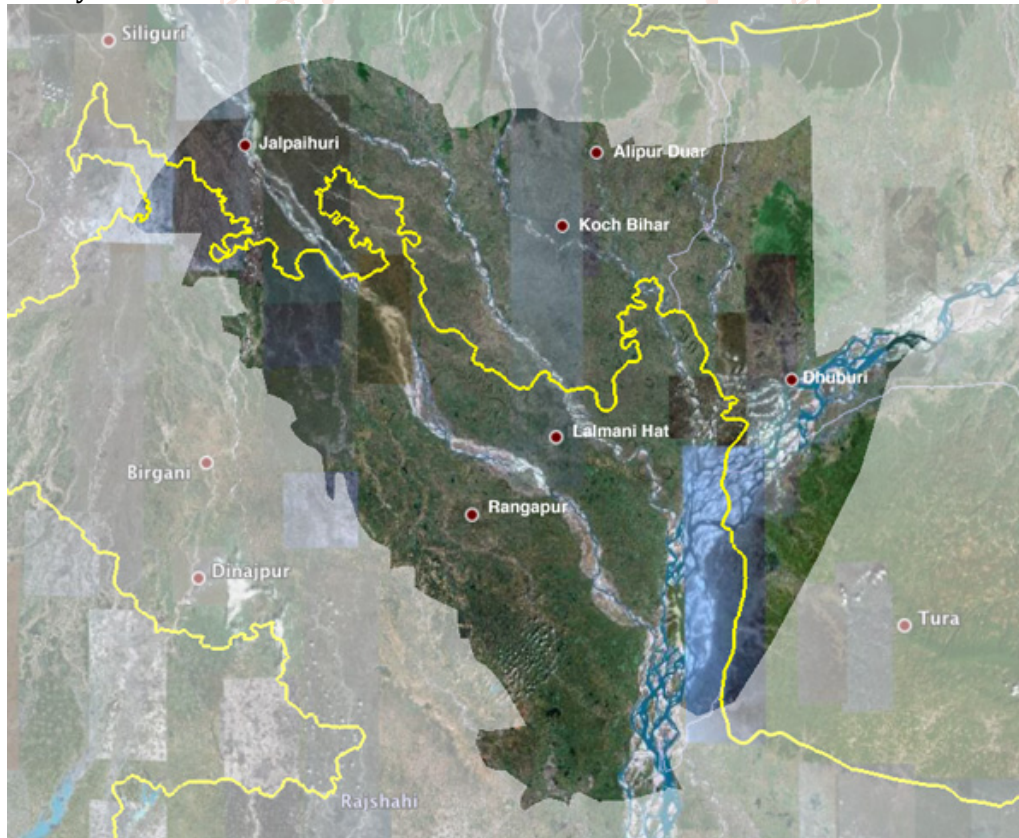 Siliguri
Jalpaihuri
Alipur Duar
Koch Bihar
Dhuburi
Lalmani Hat
Birgani
Rangapur
Dinajpur
Tura
Rajshahi